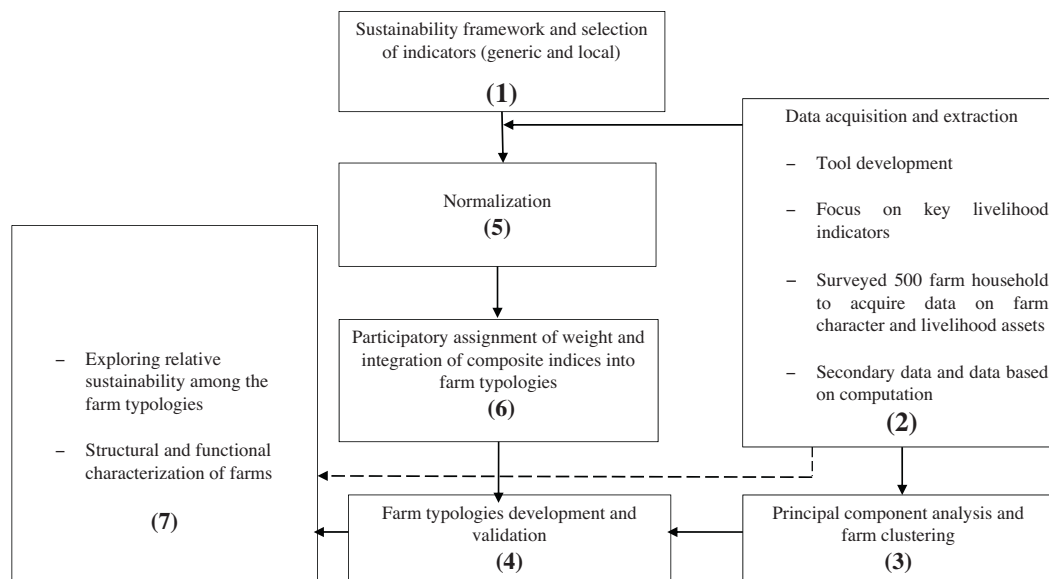 Sustainability framework and selection
of indicators (generic and local)
(1)
Data acquisition and extraction
– Tool development
– Focus on key livelihood
indicators
– Surveyed 500 farm household
to acquire data on farm
character and livelihood assets
– Secondary data and data based
on computation
(2)
Normalization
(5)
Participatory assignment of weight and
integration of composite indices into
farm typologies
(6)
– Exploring relative
sustainability among the
farm typologies
– Structural and functional
characterization of farms
(7)
Farm typologies development and
validation
(4)
Principal component analysis and
farm clustering
(3)